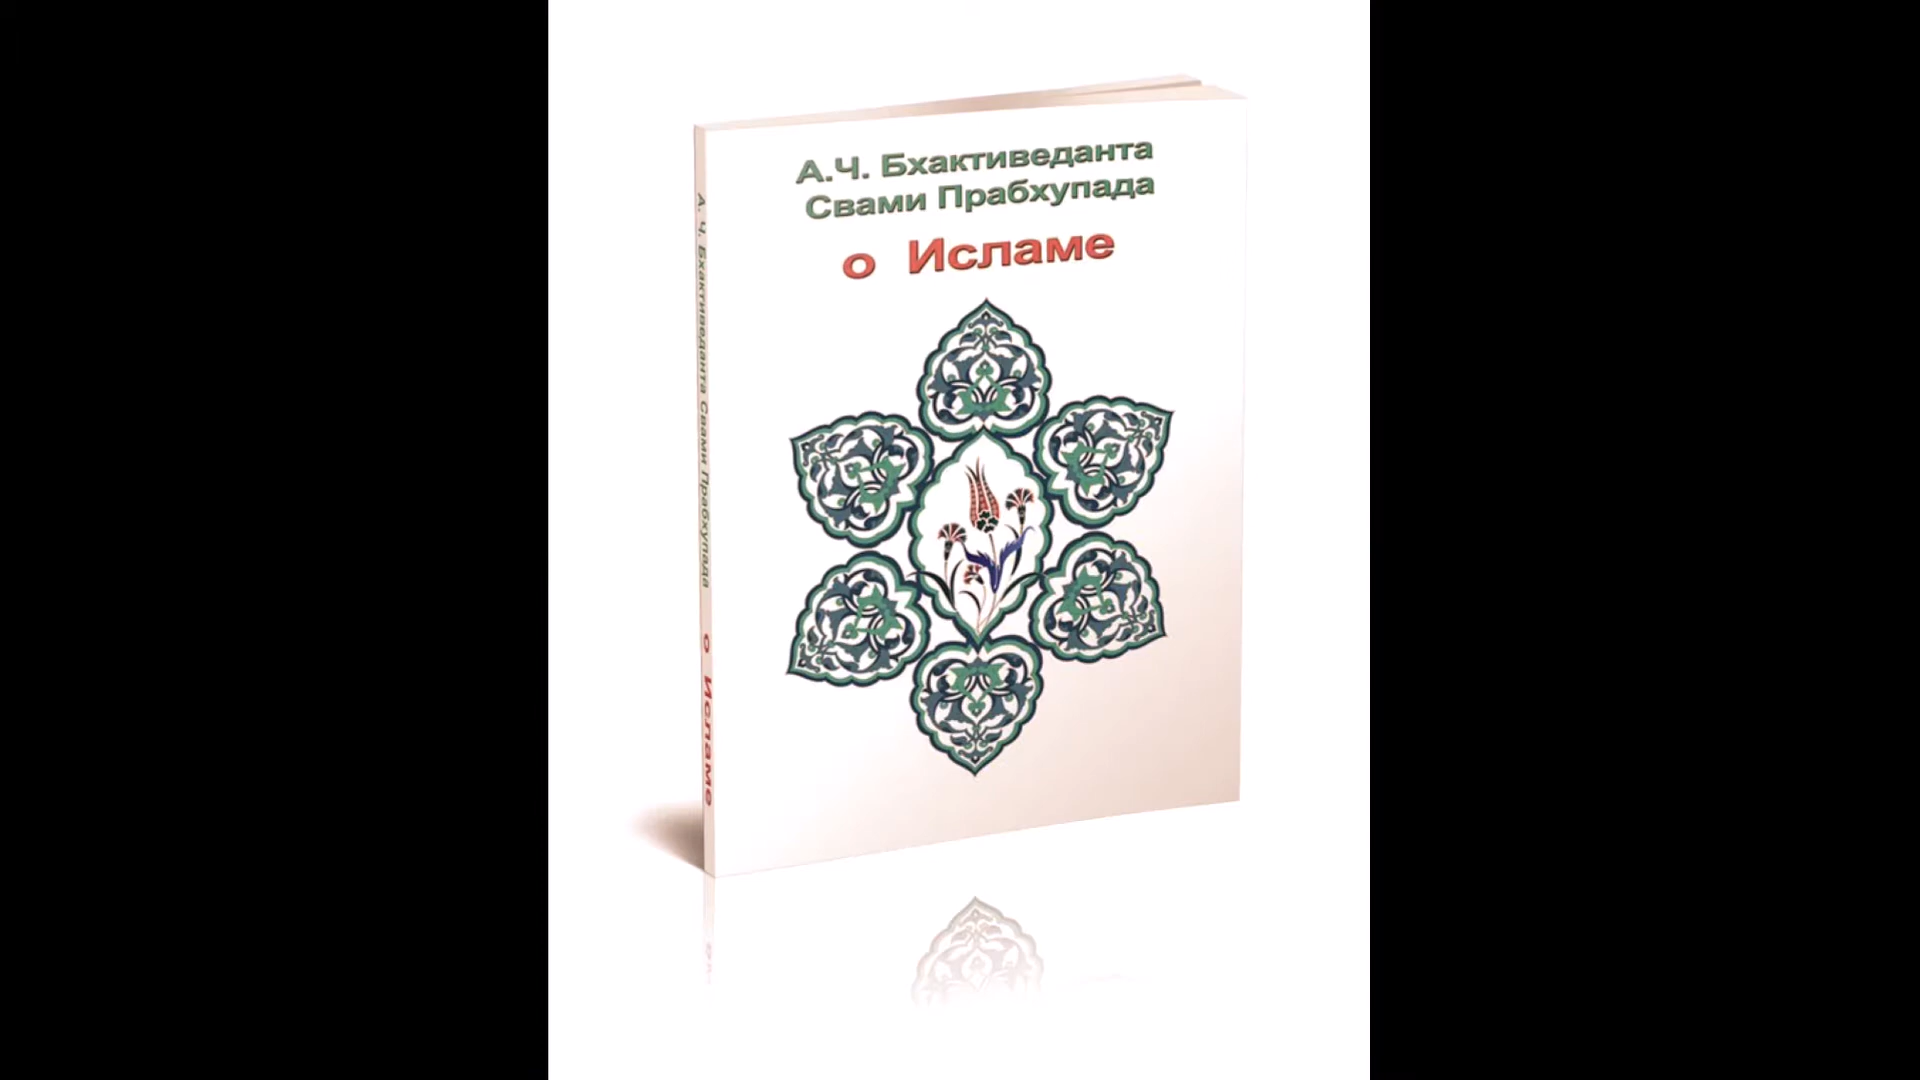 А.Ч. Бхактиведанта
Свами Прабхупада
о Исламе
А. Ч. Бхактиведанта Свами Прабхупада о Исламе